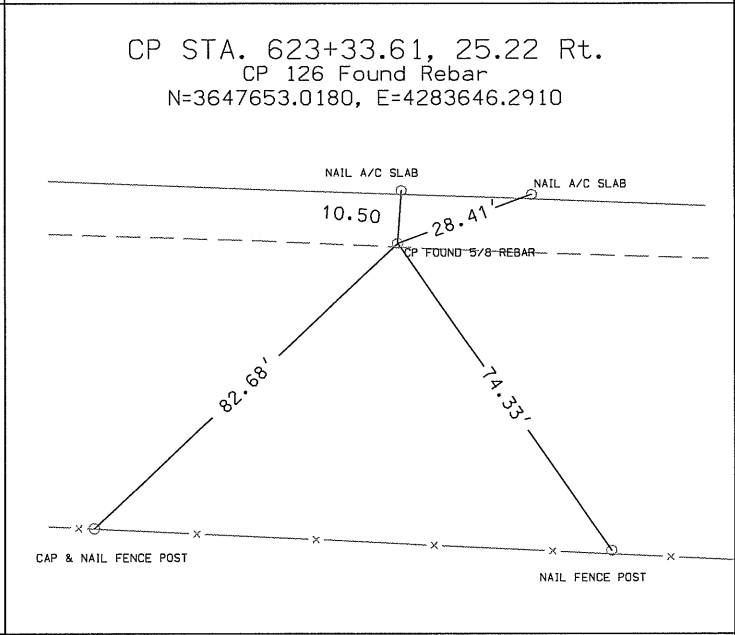 CP STA. 623+33.61, 25.22 Rt.
CP 126 Found Rebar
N=3647653.0180, E=4283646.2910
NAIL A/C SLAB
NAIL A/C SLAB
10.50
28.41'
CP FOUND 5/8 REBAR
82.68'
74.33'
CAP & NAIL FENCE POST
NAIL FENCE POST